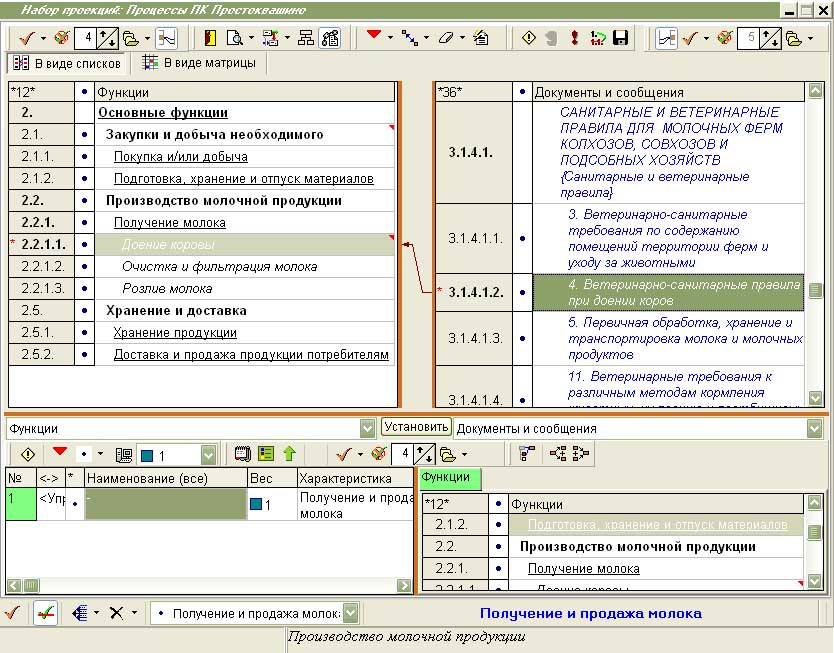 Набор проекций: Процессы ПК Простоквашино
4
5
В виде списков
В виде матрицы
*12*
Функции
2. Основные функции
2.1. Закупки и добыча необходимого
2.1.1. Покупка и/или добыча
2.1.2. Подготовка, хранение и отпуск материалов
2.2. Производство молочной продукции
2.2.1. Получение молока
* 2.2.1.1. Доение коровы
2.2.1.2. Очистка и фильтрация молока
2.2.1.3. Розлив молока
2.5. Хранение и доставка
2.5.1. Хранение продукции
2.5.2. Доставка и продажа продукции потребителям
*36*
Документы и сообщения
3.1.4.1.
САНИТАРНЫЕ И ВЕТЕРИНАРНЫЕ
ПРАВИЛА ДЛЯ МОЛОЧНЫХ ФЕРМ
КОЛХОЗОВ, СОВХОЗОВ И
ПОДСОБНЫХ ХОЗЯЙСТВ
{Санитарные и ветеринарные
правила}
3.1.4.1.1.
3. Ветеринарно-санитарные
требования по содержанию
помещений территории ферм и
уходу за животными
* 3.1.4.1.2.
4. Ветеринарно-санитарные правила
при доении коров
3.1.4.1.3.
5. Первичная обработка, хранение и
транспортировка молока и молочных
продуктов
3.1.4.1.4.
11. Ветеринарные требования к
различным методам кормления
Функции
Установить
Документы и сообщения
1
4
№
<->
*
Наименование (все)
Вес
Характеристика
1
<Упр
-
1
Получение и прода
молока
Функции
*12*
Функции
2.1.2. Подготовка, хранение и отпуск материалов
2.2. Производство молочной продукции
2.2.1. Получение молока
2.2.1.1. Доение коровы
Получение и продажа молок
Получение и продажа молока
Производство молочной продукции